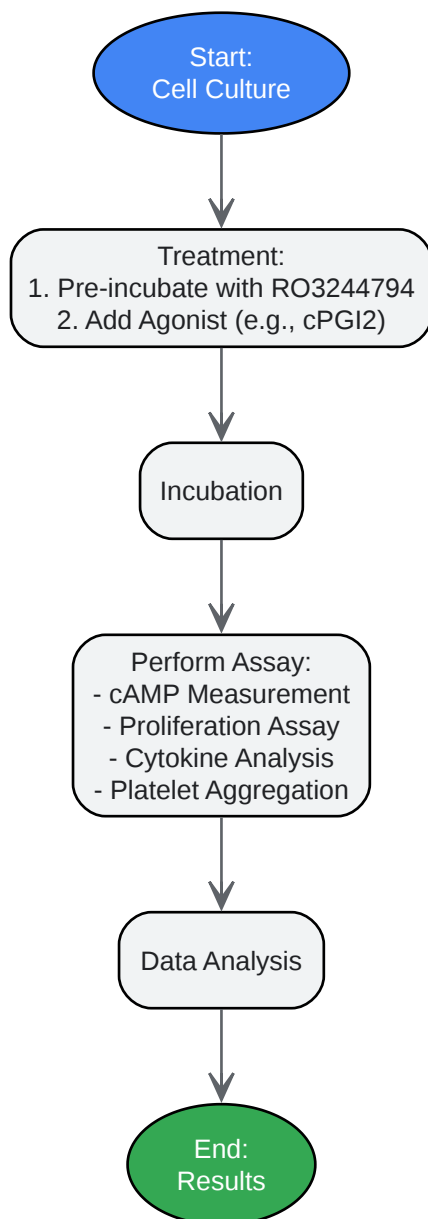 Start:
Cell Culture
Treatment:
1. Pre-incubate with RO3244794
2. Add Agonist (e.g., cPGI2)
Incubation
Perform Assay:
- cAMP Measurement
- Proliferation Assay
- Cytokine Analysis
- Platelet Aggregation
Data Analysis
End:
Results